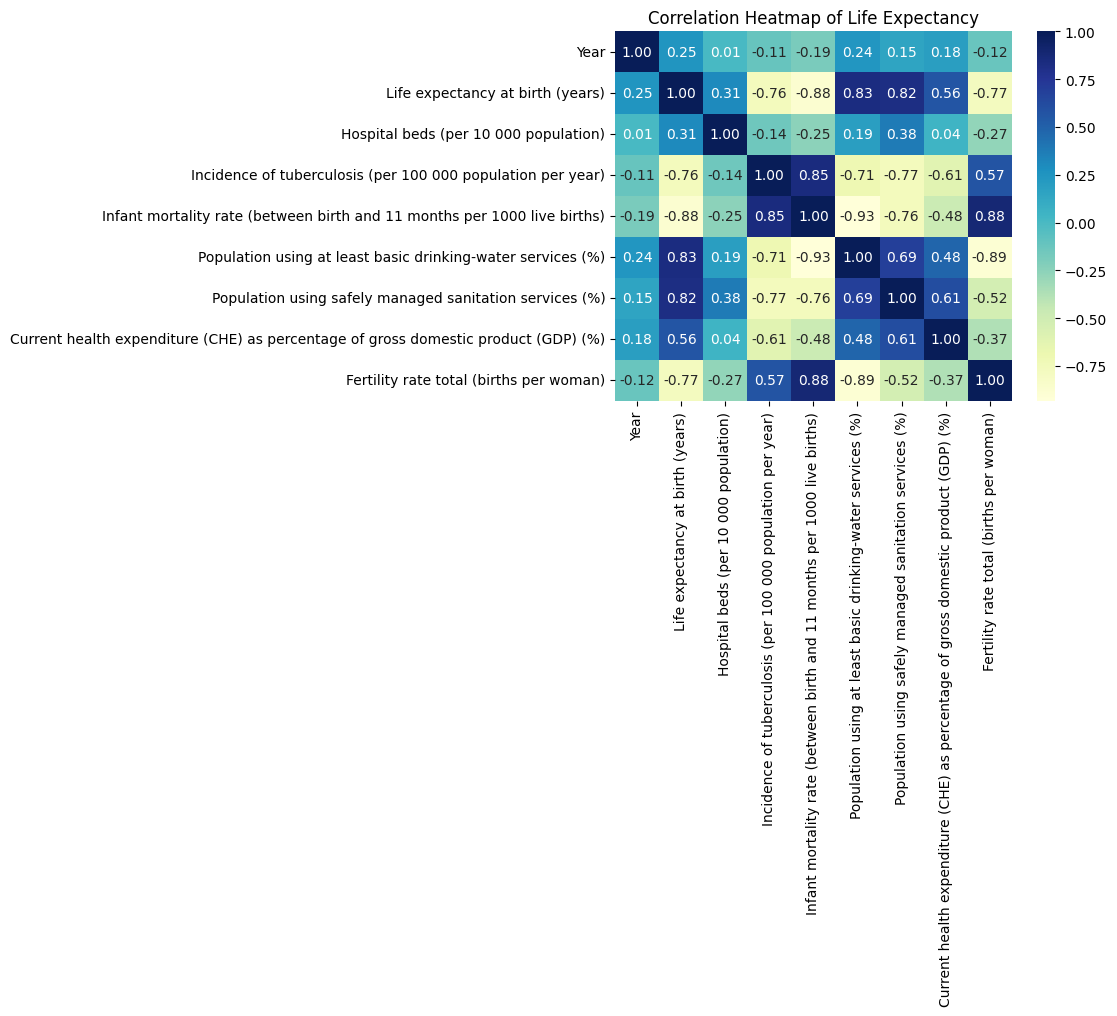 Correlation Heatmap of Life Expectancy
Year
1.00 0.25 0.01 -0.11 -0.19 0.24 0.15 0.18 -0.12
Life expectancy at birth (years)
0.25 1.00 0.31 -0.76 -0.88 0.83 0.82 0.56 -0.77
Hospital beds (per 10 000 population)
0.01 0.31 1.00 -0.14 -0.25 0.19 0.38 0.04 -0.27
Incidence of tuberculosis (per 100 000 population per year)
-0.11 -0.76 -0.14 1.00 0.85 -0.71 -0.77 -0.61 0.57
Infant mortality rate (between birth and 11 months per 1000 live births)
-0.19 -0.88 -0.25 0.85 1.00 -0.93 -0.76 -0.48 0.88
Population using at least basic drinking-water services (%)
0.24 0.83 0.19 -0.71 -0.93 1.00 0.69 0.48 -0.89
Population using safely managed sanitation services (%)
0.15 0.82 0.38 -0.77 -0.76 0.69 1.00 0.61 -0.52
Current health expenditure (CHE) as percentage of gross domestic product (GDP) (%)
0.18 0.56 0.04 -0.61 -0.48 0.48 0.61 1.00 -0.37
Fertility rate total (births per woman)
-0.12 -0.77 -0.27 0.57 0.88 -0.89 -0.52 -0.37 1.00
Year
Life expectancy at birth (years)
Hospital beds (per 10 000 population)
Incidence of tuberculosis (per 100 000 population per year)
Infant mortality rate (between birth and 11 months per 1000 live births)
Population using at least basic drinking-water services (%)
Population using safely managed sanitation services (%)
Current health expenditure (CHE) as percentage of gross domestic product (GDP) (%)
Fertility rate total (births per woman)
1.00
0.75
0.50
0.25
0.00
-0.25
-0.50
-0.75